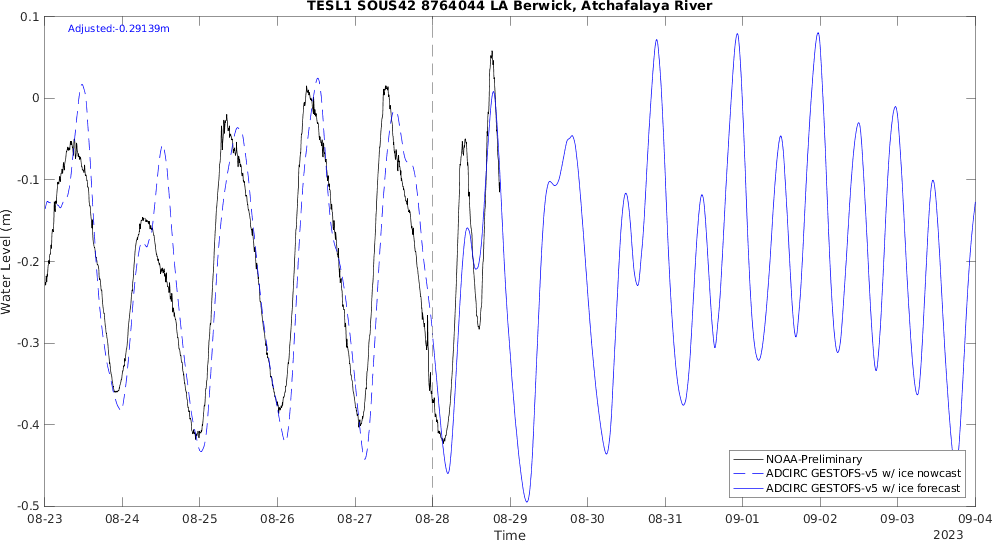 TESL1 SOUS42 8764044 LA Berwick, Atchafalaya River
Adjusted:-0.29139m
0.1
0
-0.1
-0.2
-0.3
-0.4
-0.5
Water Level (m)
NOAA-Preliminary
ADCIRC GESTOFS-v5 w/ ice nowcast
ADCIRC GESTOFS-v5 w/ ice forecast
08-23 08-24 08-25 08-26 08-27 08-28 08-29 08-30 08-31 09-01 09-02 09-03 09-04
Time
2023